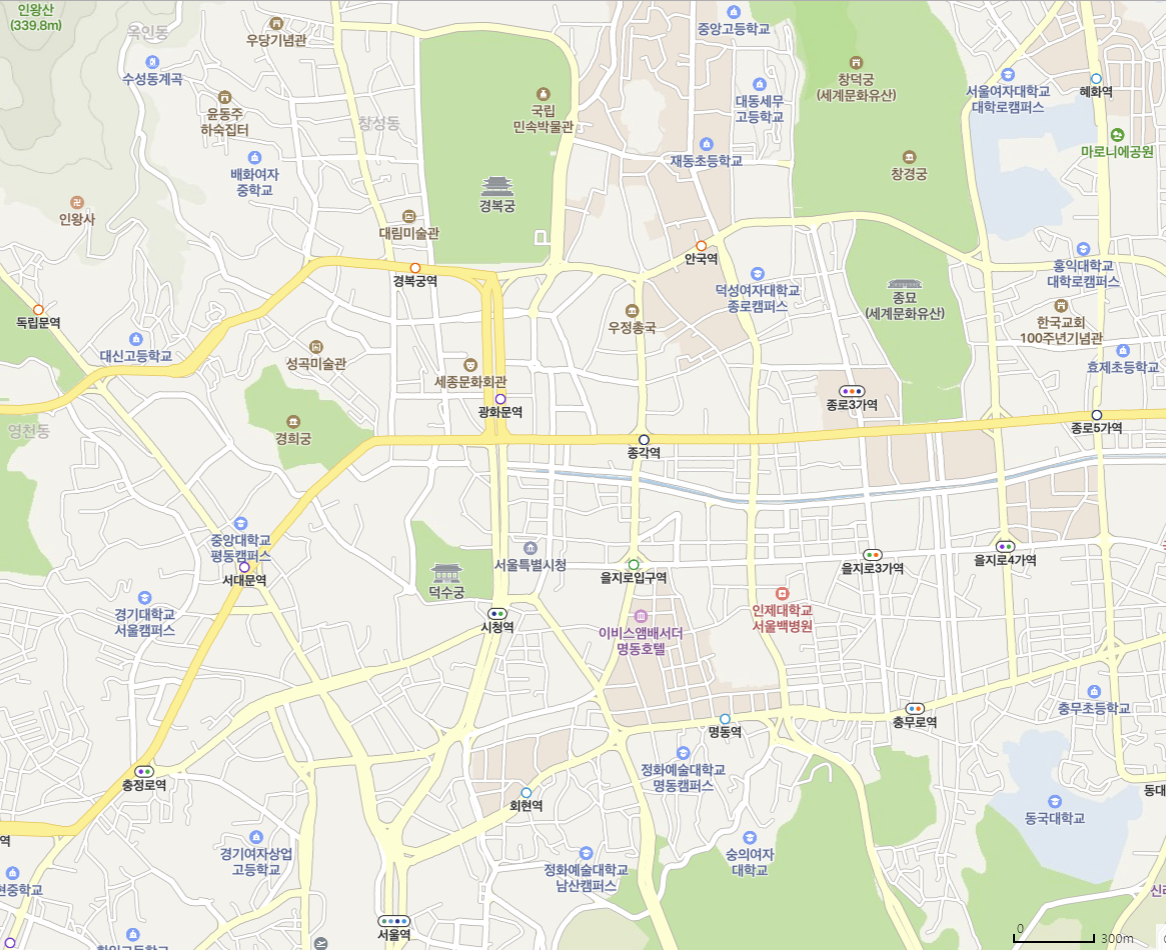 인왕산
(339.8m)
옥인동
우당기념관
중앙고등학교
수성동계곡
창덕궁
(세계문화유산)
서울여자대학교
대학로캠퍼스
혜화역
윤동주
하숙집터
창성동
국립
민속박물관
대동세무
고등학교
마로니에공원
배화여자
중학교
재동초등학교
창경궁
인왕사
대림미술관
경복궁
안국역
홍익대학교
대학로캠퍼스
경복궁역
덕성여자대학교
종로캠퍼스
종묘
(세계문화유산)
독립문역
우정총국
한국교회
100주년기념관
대신고등학교
성곡미술관
세종문화회관
효제초등학교
광화문역
종로3가역
영천동
경희궁
종각역
종로5가역
중앙대학교
평동캠퍼스
서대문역
서울특별시청
을지로입구역
을지로3가역
을지로4가역
덕수궁
경기대학교
서울캠퍼스
시청역
이비스앰배서더
명동호텔
인제대학교
서울백병원
충무초등학교
명동역
충무로역
충정로역
정화예술대학교
명동캠퍼스
회현역
동대
동국대학교
역
경기여자상업
고등학교
정화예술대학교
남산캠퍼스
숭의여자
대학교
현중학교
신라
서울역
환일고등학교
0
300m